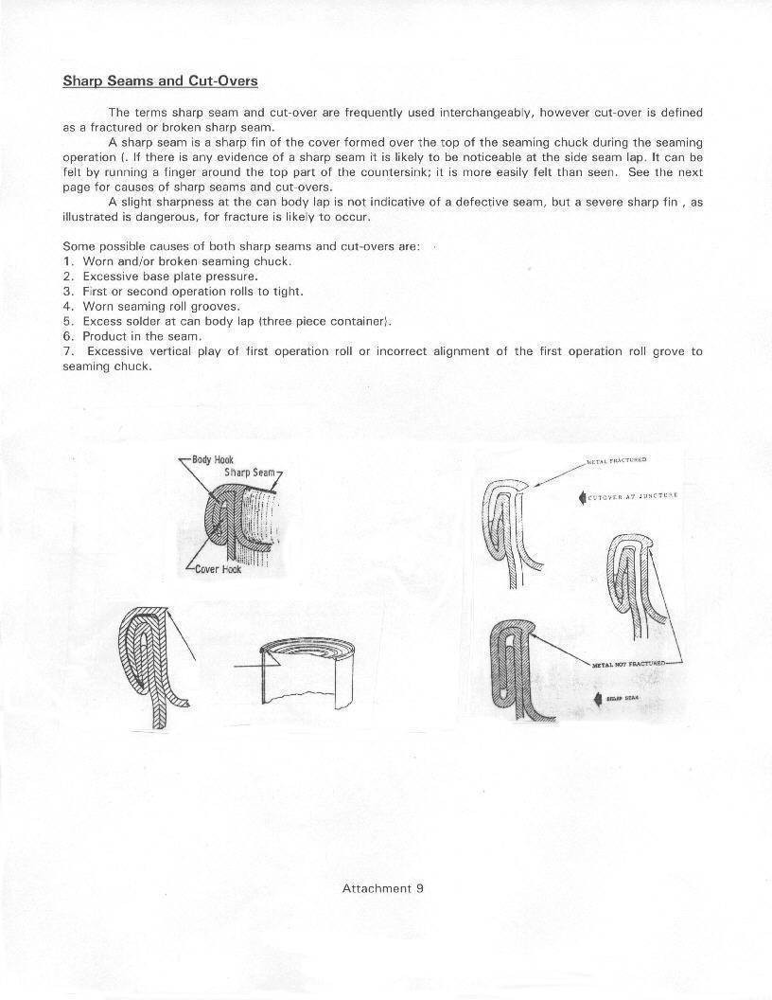 Sharp Seams and Cut-Overs
The terms sharp seam and cut-over are frequently used interchangeably, however cut-over is defined
as a fractured or broken sharp seam.
A sharp seam is a sharp fin of the cover formed over the top of the seaming chuck during the seaming
operation (. If there is any evidence of a sharp seam it is likely to be noticeable at the side seam lap. It can be
felt by running a finger around the top part of the countersink; it is more easily felt than seen. See the next
page for causes of sharp seams and cut-overs.
A slight sharpness at the can body lap is not indicative of a defective seam, but a severe sharp fin , as
illustrated is dangerous, for fracture is likely to occur.
Some possible causes of both sharp seams and cut-overs are:
1. Worn and/or broken seaming chuck.
2. Excessive base plate pressure.
3. First or second operation rolls to tight.
4. Worn seaming roll grooves.
5. Excess solder at can body lap (three piece container).
6. Product in the seam.
7. Excessive vertical play of first operation roll or incorrect alignment of the first operation roll grove to
seaming chuck.
Body Hook
Sharp Seam
Cover Hook
METAL FRACTURED
CUTOVER AT JUNCTURE
METAL NOT FRACTURED
SHARP SEAM
Attachment 9